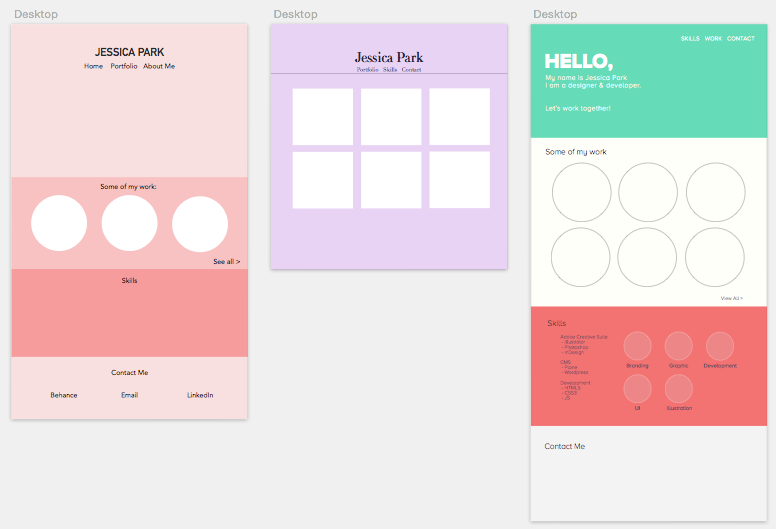 Desktop
JESSICA PARK
Home Portfolio About Me
Some of my work:
See all >
Skills
Contact Me
Behance Email LinkedIn
Desktop
Jessica Park
Portfolio Skills Contact
Desktop
SKILLS WORK CONTACT
HELLO,
My name is Jessica Park
I am a designer & developer.
Let's work together!
Some of my work
View All >
Skills
Adobe Creative Suite
- Illustrator
- Photoshop
- InDesign
CMS
- Wordpress
Development
- HTML5
- CSS3
- JS
Branding Graphic Development
UI Illustration
Contact Me